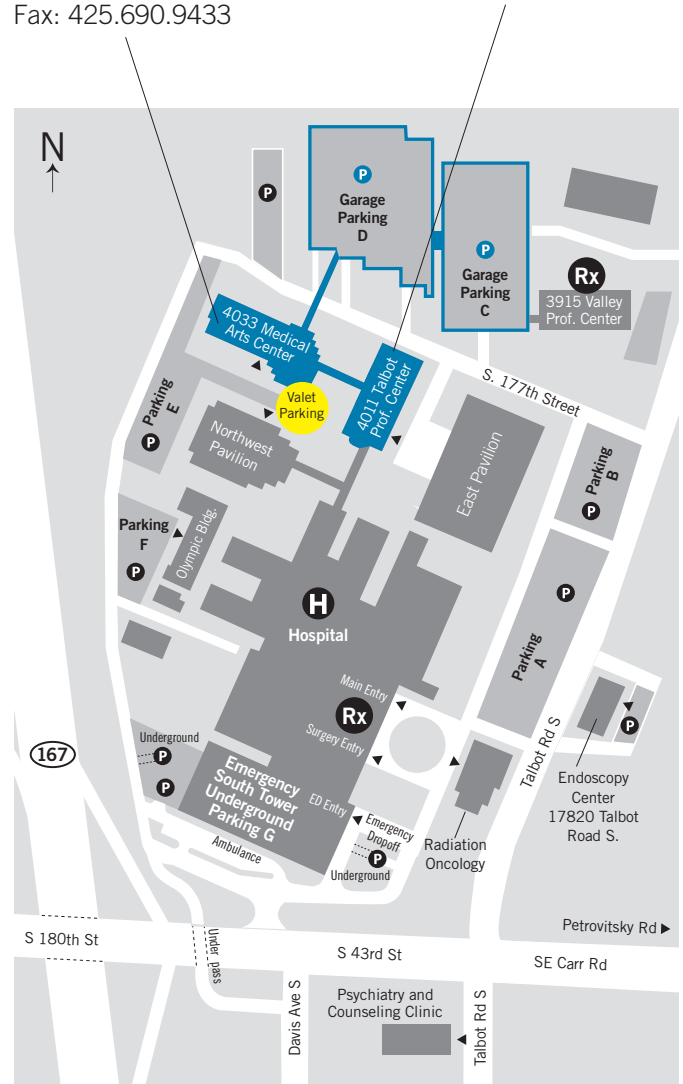 Fax: 425.690.9433
N
P
P
Garage
Parking
D
P
Garage
Parking
C
Rx
3915 Valley
Prof. Center
4033 Medical
Arts Center
Valet
Parking
4011 Talbot
Prof. Center
S. 177th Street
Parking
E
P
Northwest
Pavilion
East Pavilion
Parking
B
P
Parking
F
P
Olympic Bldg.
H
Hospital
P
Parking
A
Main Entry
Rx
Surgery Entry
167
Underground
P
P
Emergency
South Tower
Underground
Parking G
ED Entry
Emergency
Dropoff
P
Underground
Ambulance
Radiation
Oncology
Talbot Rd S
P
Endoscopy
Center
17820 Talbot
Road S.
Petrovitsky Rd
S 180th St
Under pass
S 43rd St
SE Carr Rd
Davis Ave S
Psychiatry and
Counseling Clinic
Talbot Rd S